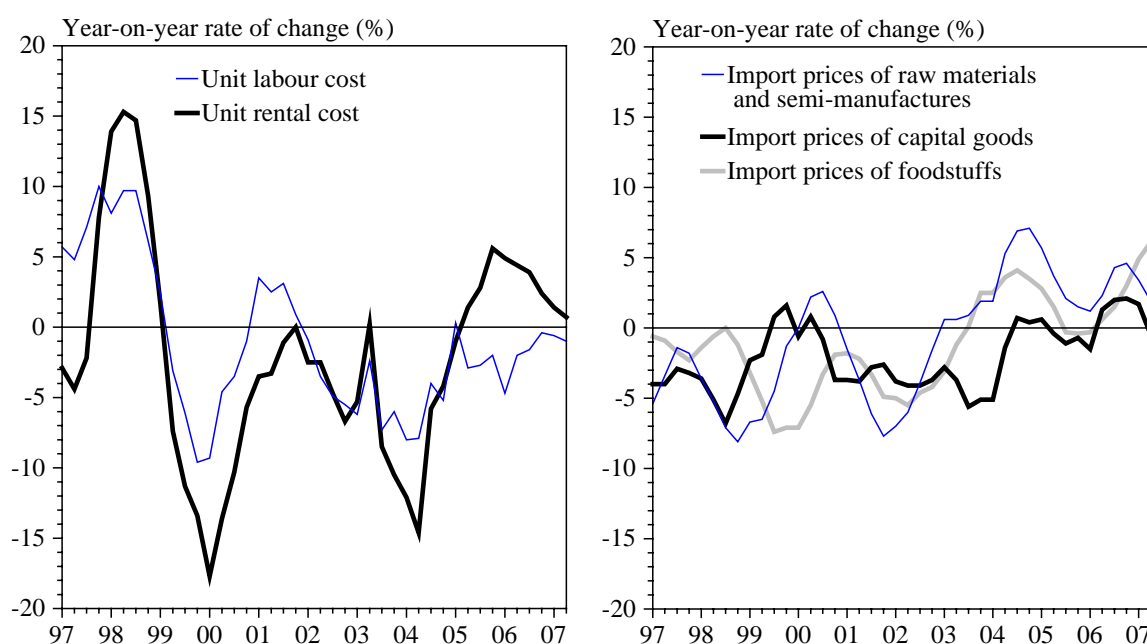 Year-on-year rate of change (%)
20
15
10
5
0
-5
-10
-15
-20
97 98 99 00 01 02 03 04 05 06 07
Unit labour cost
Unit rental cost
Year-on-year rate of change (%)
20
15
10
5
0
-5
-10
-15
-20
97 98 99 00 01 02 03 04 05 06 07
Import prices of raw materials
and semi-manufactures
Import prices of capital goods
Import prices of foodstuffs